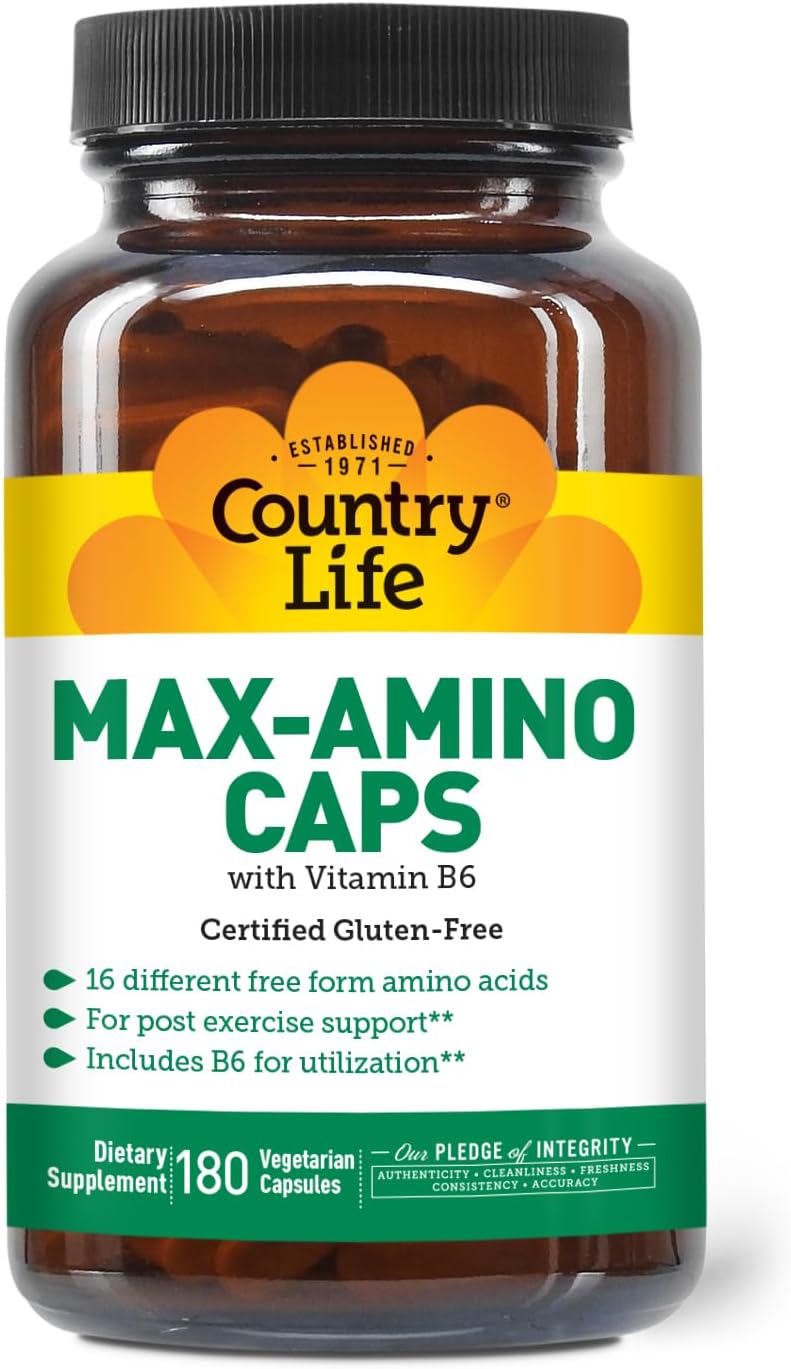 • ESTABLISHED •
— 1971 —
Country®
Life
MAX-AMINO
CAPS
with Vitamin B6
Certified Gluten-Free
16 different free form amino acids
For post exercise support**
Includes B6 for utilization**
Dietary
Supplement
180
Vegetarian
Capsules
— Our PLEDGE of INTEGRITY —
AUTHENTICITY • CLEANLINESS • FRESHNESS
CONSISTENCY • ACCURACY